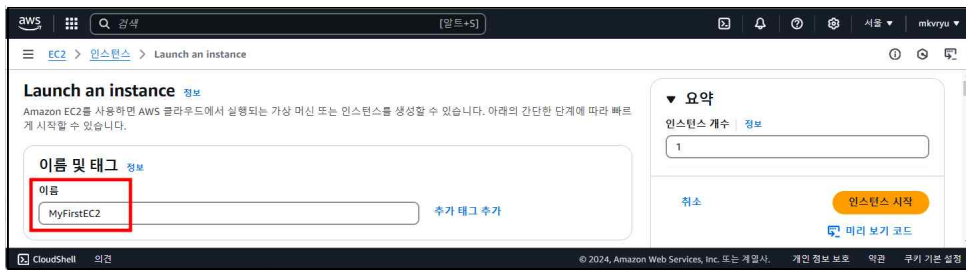 aws 검색 [알트+S] 서울 ▼ mkvryu ▼
EC2 > 인스턴스 > Launch an instance
Launch an instance 정보
Amazon EC2를 사용하면 AWS 클라우드에서 실행되는 가상 머신 또는 인스턴스를 생성할 수 있습니다. 아래의 간단한 단계에 따라 빠르
게 시작할 수 있습니다.
이름 및 태그 정보
이름
MyFirstEC2 추가 태그 추가
▼ 요약
인스턴스 개수 정보
1
취소 인스턴스 시작
미리 보기 코드
CloudShell 의견 © 2024, Amazon Web Services, Inc. 또는 계열사. 개인 정보 보호 약관 쿠키 기본 설정